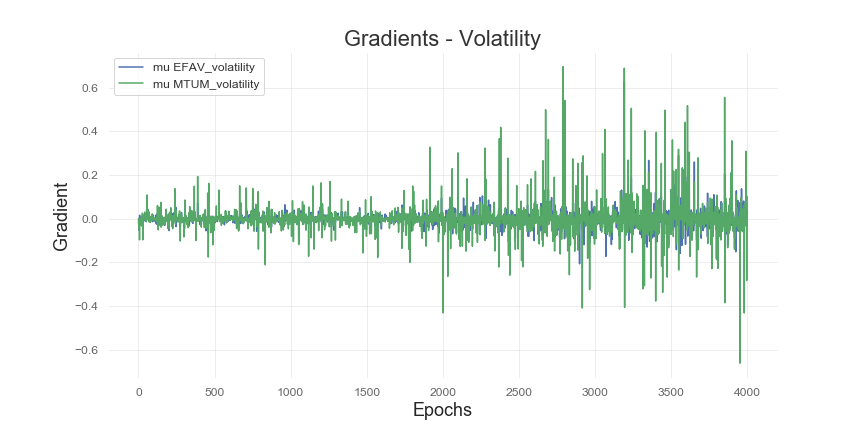 Gradients - Volatility
mu EFAV_volatility
mu MTUM_volatility
Gradient
0.6
0.4
0.2
0.0
−0.2
−0.4
−0.6
0 500 1000 1500 2000 2500 3000 3500 4000
Epochs